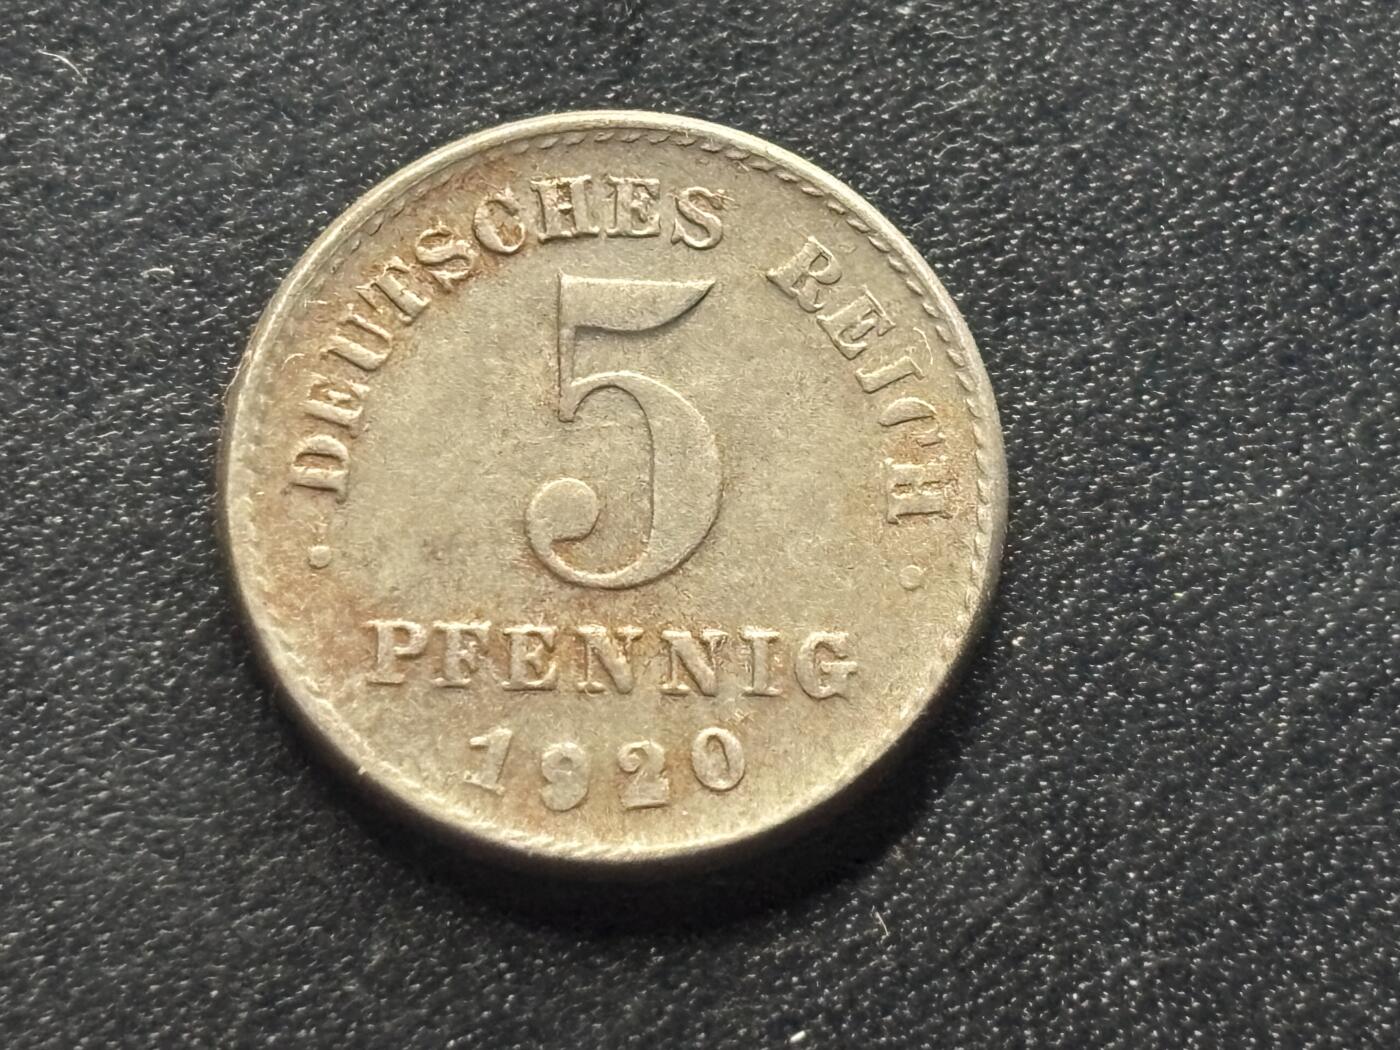 · DEUTSCHES REICH ·
5
PFENNIG
1920